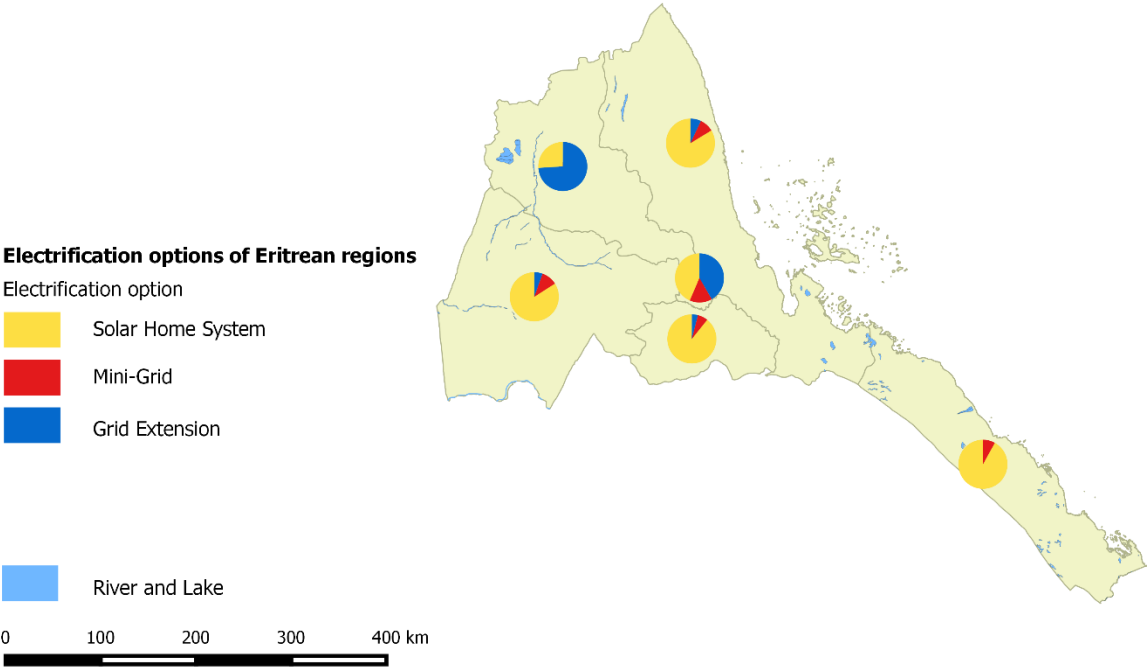 Electrification options of Eritrean regions
Electrification option
Solar Home System
Mini-Grid
Grid Extension
River and Lake
0 100 200 300 400 km